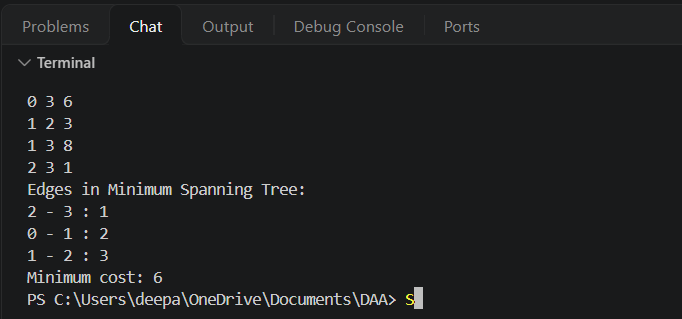 Problems Chat Output Debug Console Ports
Terminal
0 3 6
1 2 3
1 3 8
2 3 1
Edges in Minimum Spanning Tree:
2 - 3 : 1
0 - 1 : 2
1 - 2 : 3
Minimum cost: 6
PS C:\Users\deepa\OneDrive\Documents\DAA> S